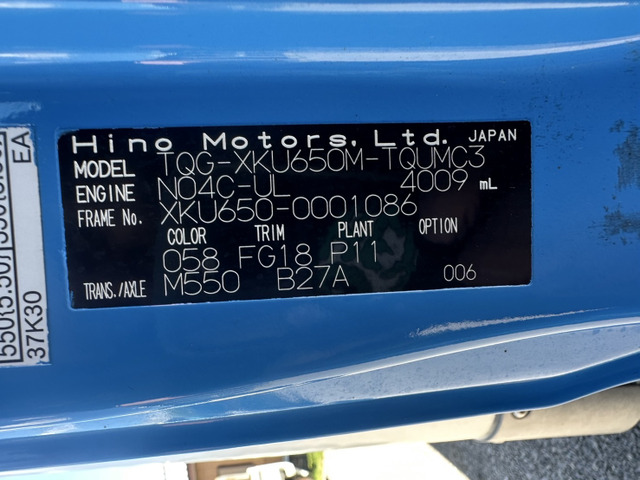 Hino Motors, Ltd. JAPAN
MODEL TQG-XKU650M-TQUMC3
ENGINE N04C-UL 4009 mL
FRAME No. XKU650-0001086
COLOR TRIM PLANT OPTION
058 FG18 P11
TRANS./AXLE M550 B27A 006
EA
37K30